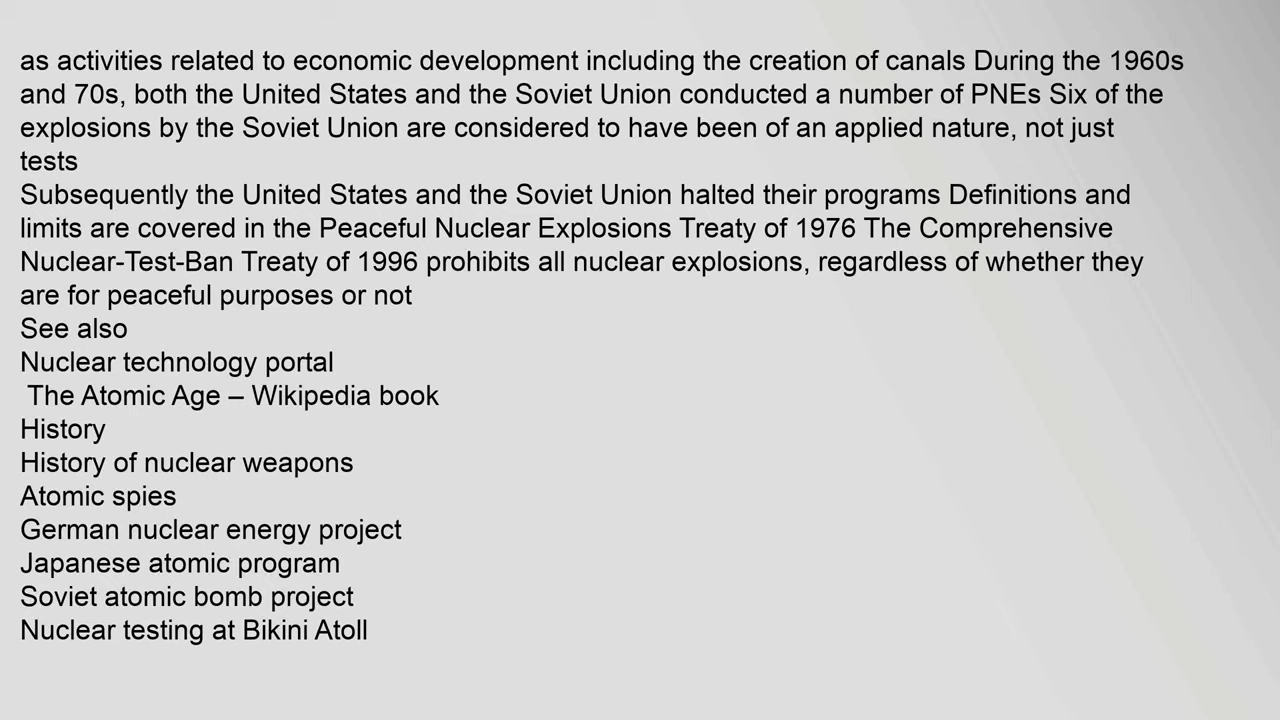 as activities related to economic development including the creation of canals During the 1960s
and 70s, both the United States and the Soviet Union conducted a number of PNEs Six of the
explosions by the Soviet Union are considered to have been of an applied nature, not just
tests
Subsequently the United States and the Soviet Union halted their programs Definitions and
limits are covered in the Peaceful Nuclear Explosions Treaty of 1976 The Comprehensive
Nuclear-Test-Ban Treaty of 1996 prohibits all nuclear explosions, regardless of whether they
are for peaceful purposes or not
See also
Nuclear technology portal
The Atomic Age – Wikipedia book
History
History of nuclear weapons
Atomic spies
German nuclear energy project
Japanese atomic program
Soviet atomic bomb project
Nuclear testing at Bikini Atoll